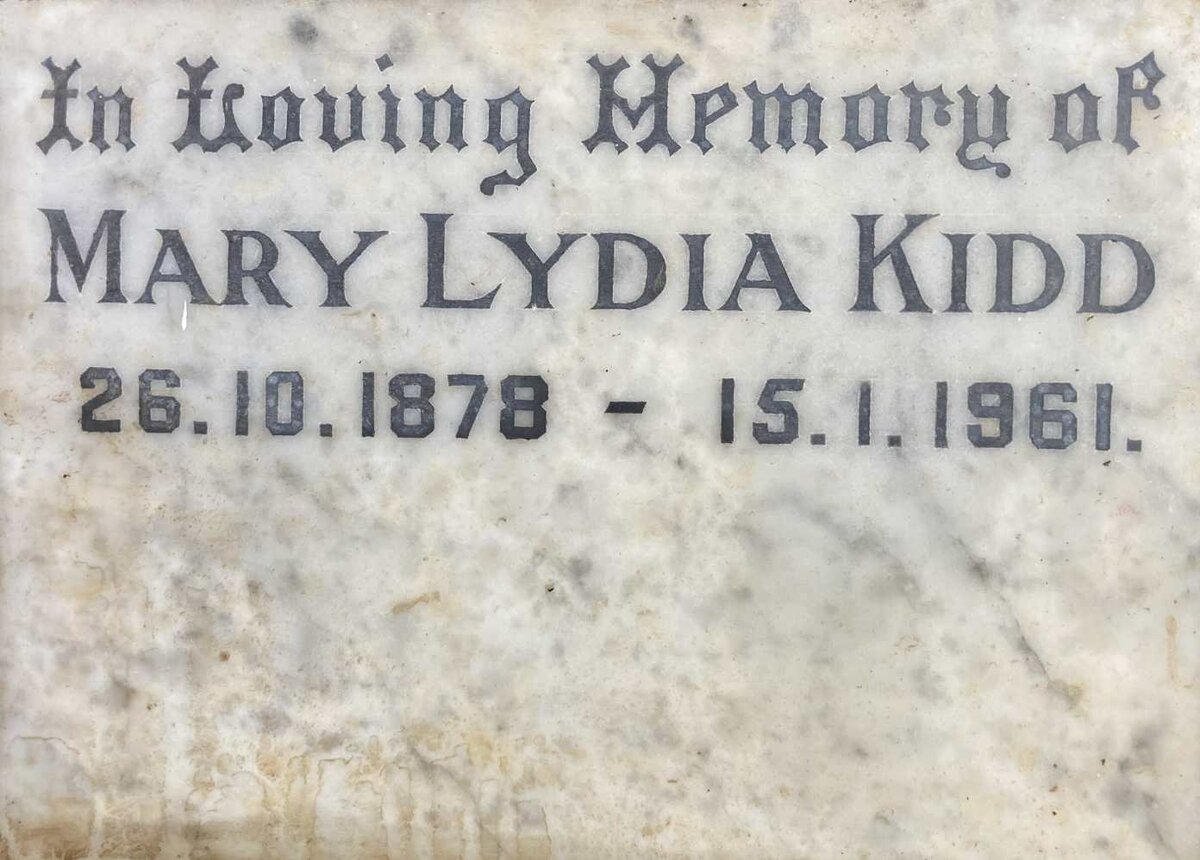 In Loving Memory of
MARY LYDIA KIDD
26.10.1878 - 15.1.1961.